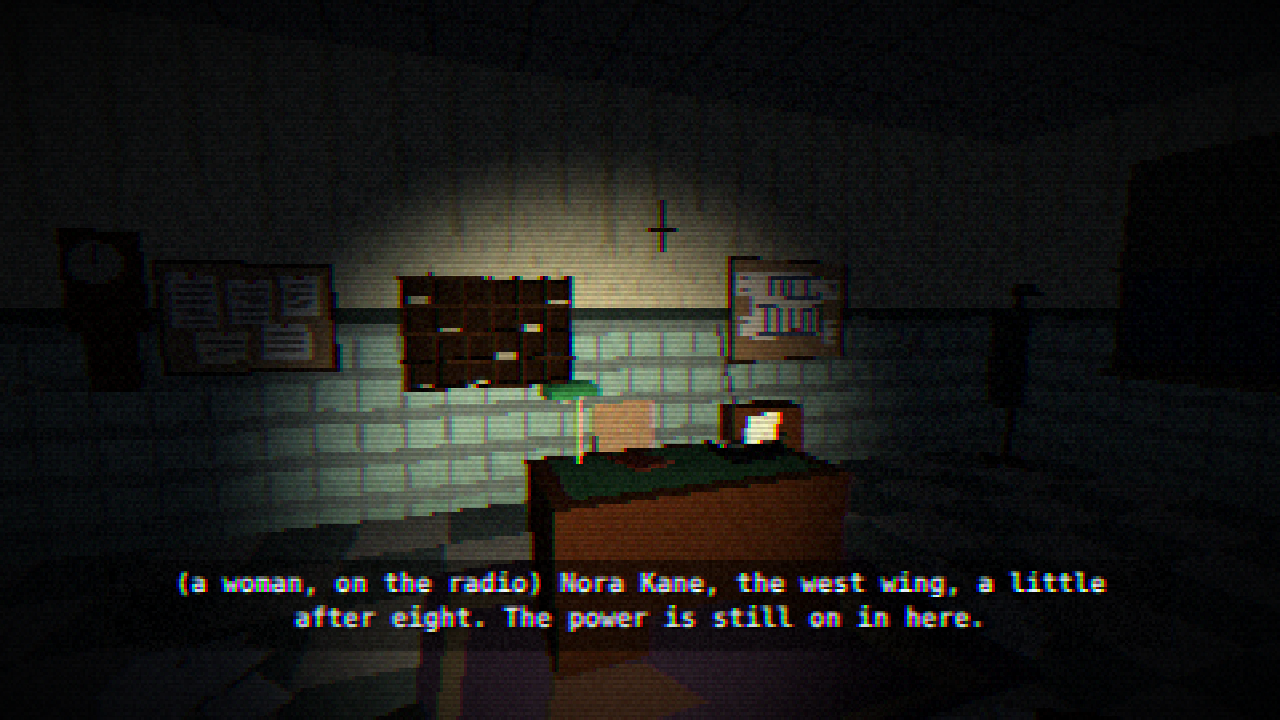 (a woman, on the radio) Nora Kane, the west wing, a little
after eight. The power is still on in here.